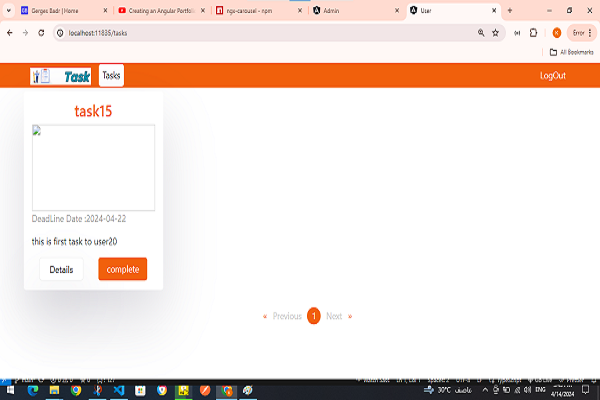 Gerges Badr | Home
Creating an Angular Portfoli
ngx-carousel - npm
Admin
User
localhost:11835/tasks
Error
All Bookmarks
Task
Tasks
LogOut
task15
DeadLine Date :2024-04-22
this is first task to user20
Details
complete
« Previous 1 Next »
30°C عاصف
ENG
4/14/2024